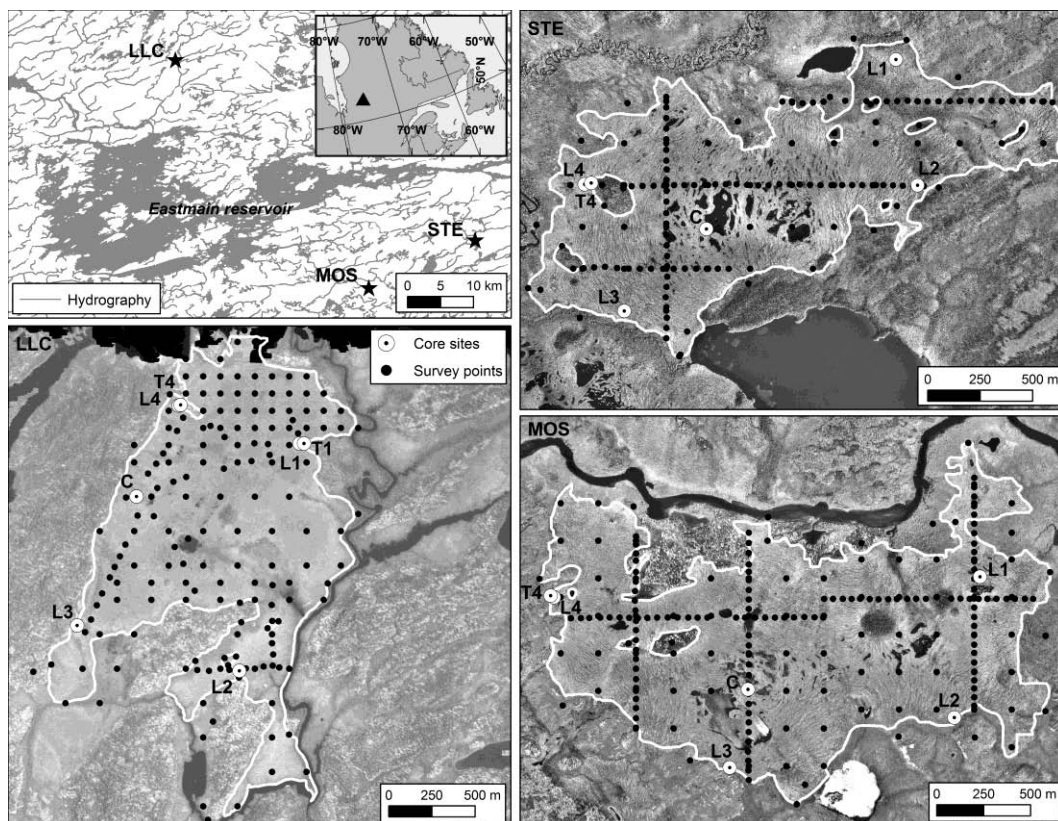 LLC
Eastmain reservoir
STE
MOS
Hydrography
0 5 10 km
80°W 70°W 60°W 50°W
50°N
80°W 70°W 60°W
STE
L1
L2
L4
T4
C
L3
0 250 500 m
LLC
Core sites
Survey points
T4
L4
T1
L1
C
L3
L2
0 250 500 m
MOS
L1
T4
L4
C
L2
L3
0 250 500 m